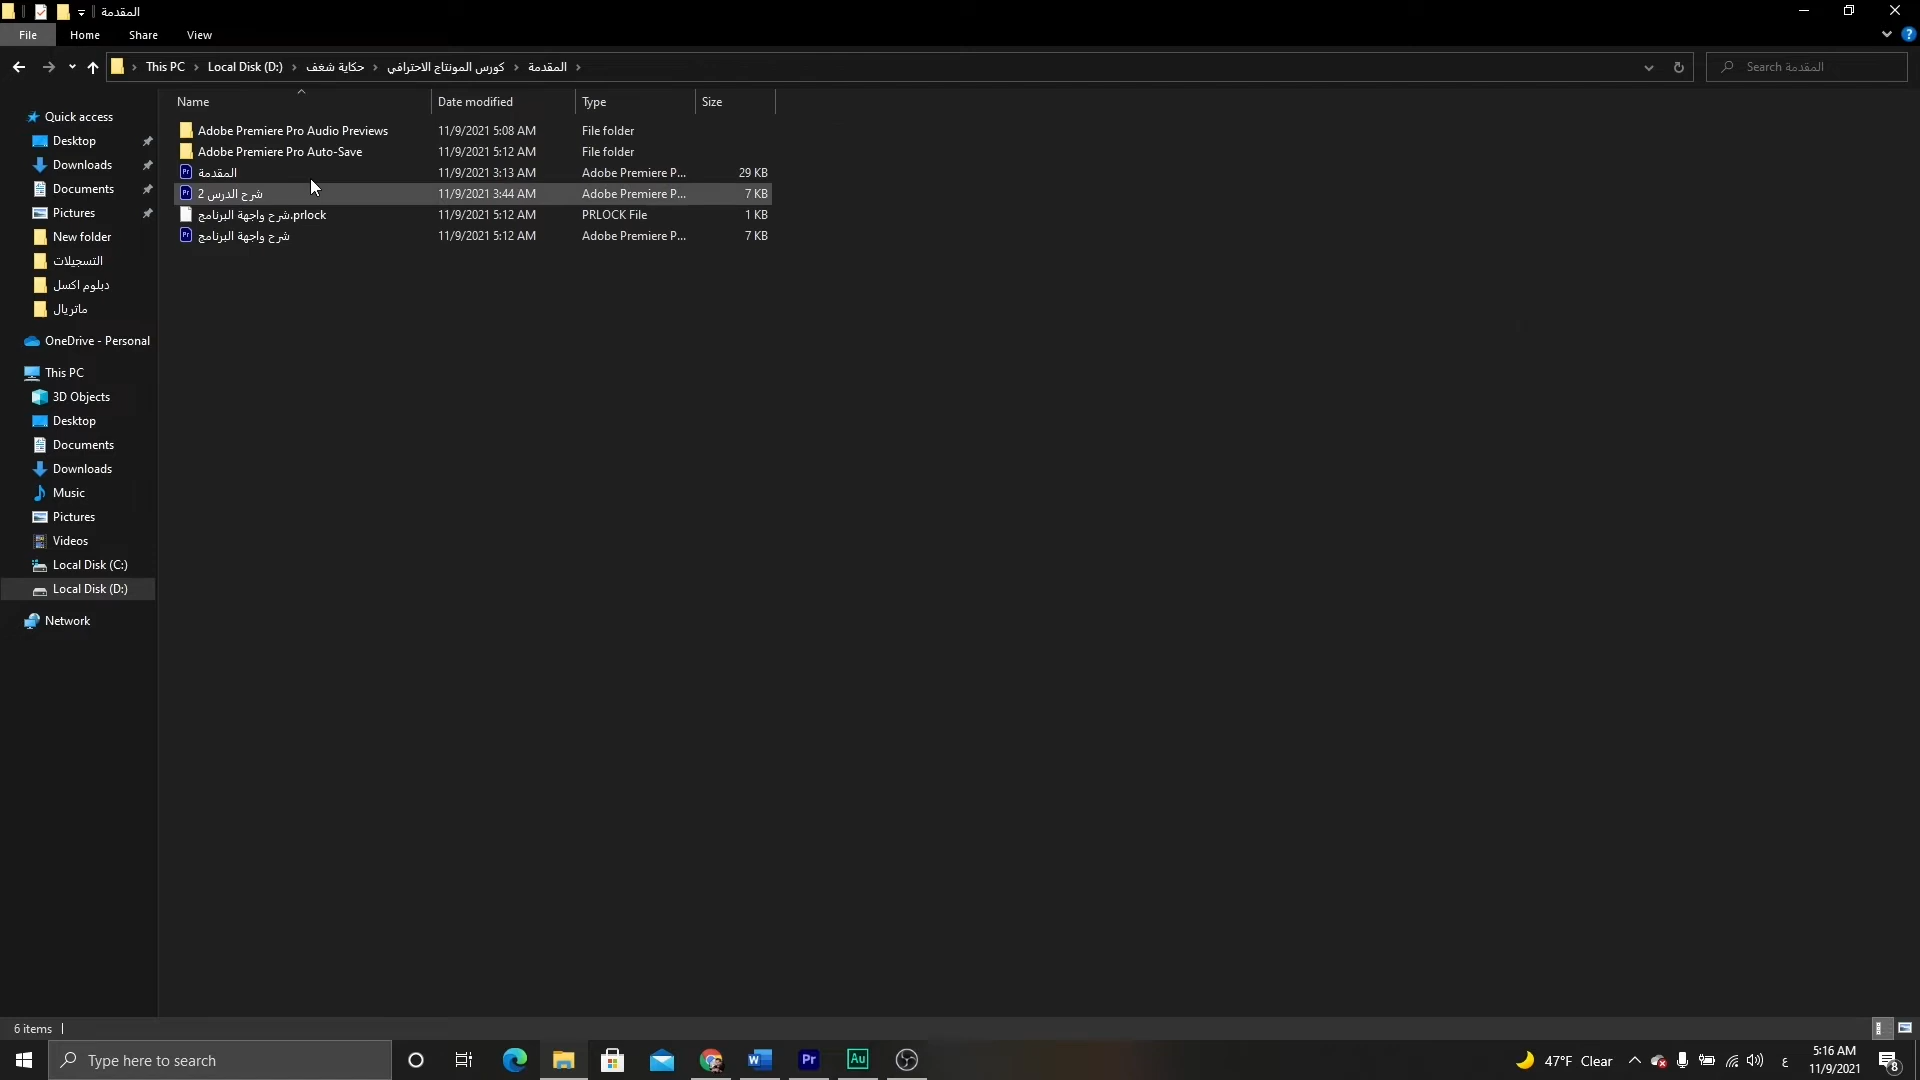 المقدمة
File Home Share View
This PC › Local Disk (D:) › حكاية شغف › كورس المونتاج الاحترافي › المقدمة ›
Search المقدمة
Name Date modified Type Size
Adobe Premiere Pro Audio Previews 11/9/2021 5:08 AM File folder
Adobe Premiere Pro Auto-Save 11/9/2021 5:12 AM File folder
المقدمة 11/9/2021 3:13 AM Adobe Premiere P... 29 KB
شرح الدرس 2 11/9/2021 3:44 AM Adobe Premiere P... 7 KB
شرح واجهة البرنامج.prlock 11/9/2021 5:12 AM PRLOCK File 1 KB
شرح واجهة البرنامج 11/9/2021 5:12 AM Adobe Premiere P... 7 KB
Quick access
Desktop
Downloads
Documents
Pictures
New folder
التسجيلات
دبلوم اكسل
ماتريال
OneDrive - Personal
This PC
3D Objects
Desktop
Documents
Downloads
Music
Pictures
Videos
Local Disk (C:)
Local Disk (D:)
Network
6 items
Type here to search
W
Pr
Au
47°F Clear
ع
5:16 AM
11/9/2021
8